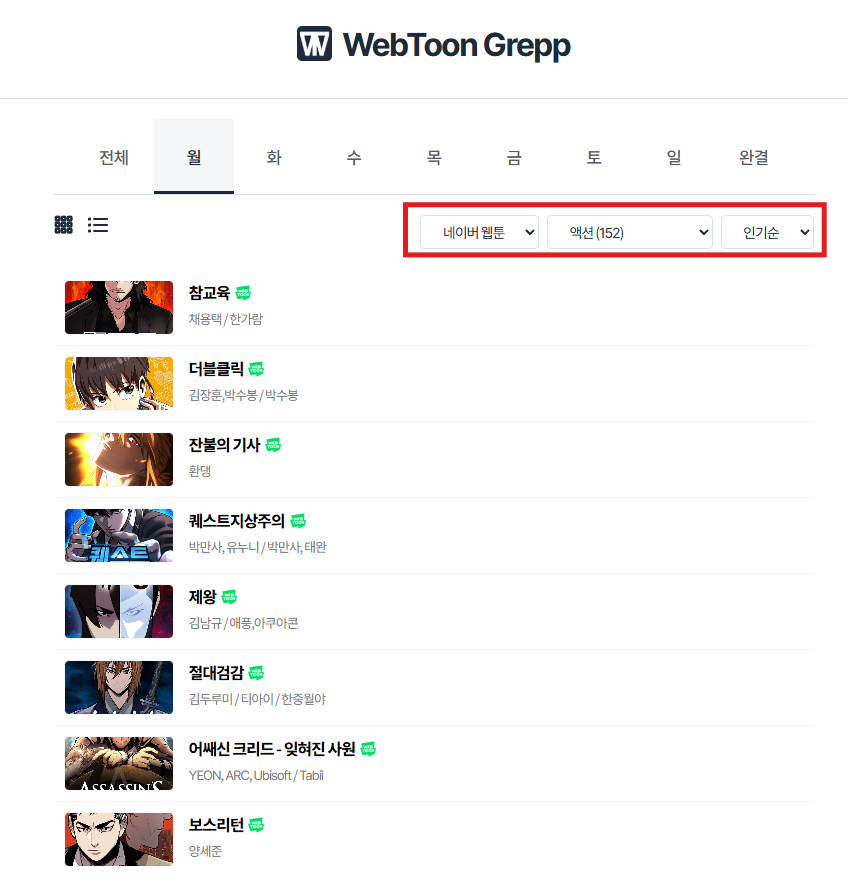 W WebToon Grepp
전체 월 화 수 목 금 토 일 완결
네이버 웹툰 액션 (152) 인기순
참교육 WEB TOON
채용택 / 한가람
더블클릭 WEB TOON
김장훈,박수봉 / 박수봉
잔불의 기사 WEB TOON
환댕
퀘스트지상주의 WEB TOON
박만사, 유누니 / 박만사, 태완
퀘스트
제왕 WEB TOON
김남규 / 애풍,아쿠아콘
절대검감 WEB TOON
김두루미 / 티아이 / 한중월야
어쌔신 크리드 - 잊혀진 사원 WEB TOON
YEON, ARC, Ubisoft / Tabii
ASSASSIN'S
보스리턴 WEB TOON
양세준